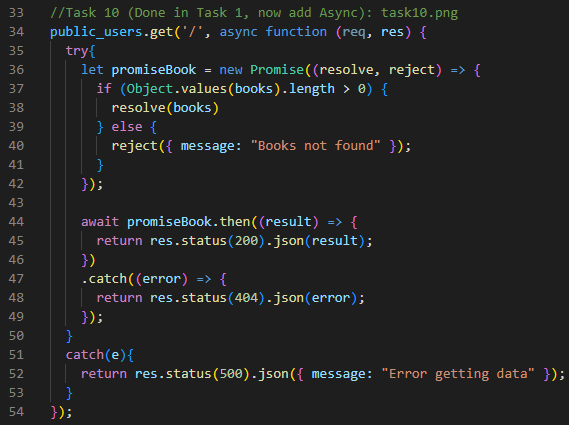 33 //Task 10 (Done in Task 1, now add Async): task10.png
34 public_users.get('/', async function (req, res) {
35   try{
36     let promiseBook = new Promise((resolve, reject) => {
37       if (Object.values(books).length > 0) {
38         resolve(books)
39       } else {
40         reject({ message: "Books not found" });
41       }
42     });
43
44     await promiseBook.then((result) => {
45       return res.status(200).json(result);
46     })
47     .catch((error) => {
48       return res.status(404).json(error);
49     });
50   }
51   catch(e){
52     return res.status(500).json({ message: "Error getting data" });
53   }
54 });